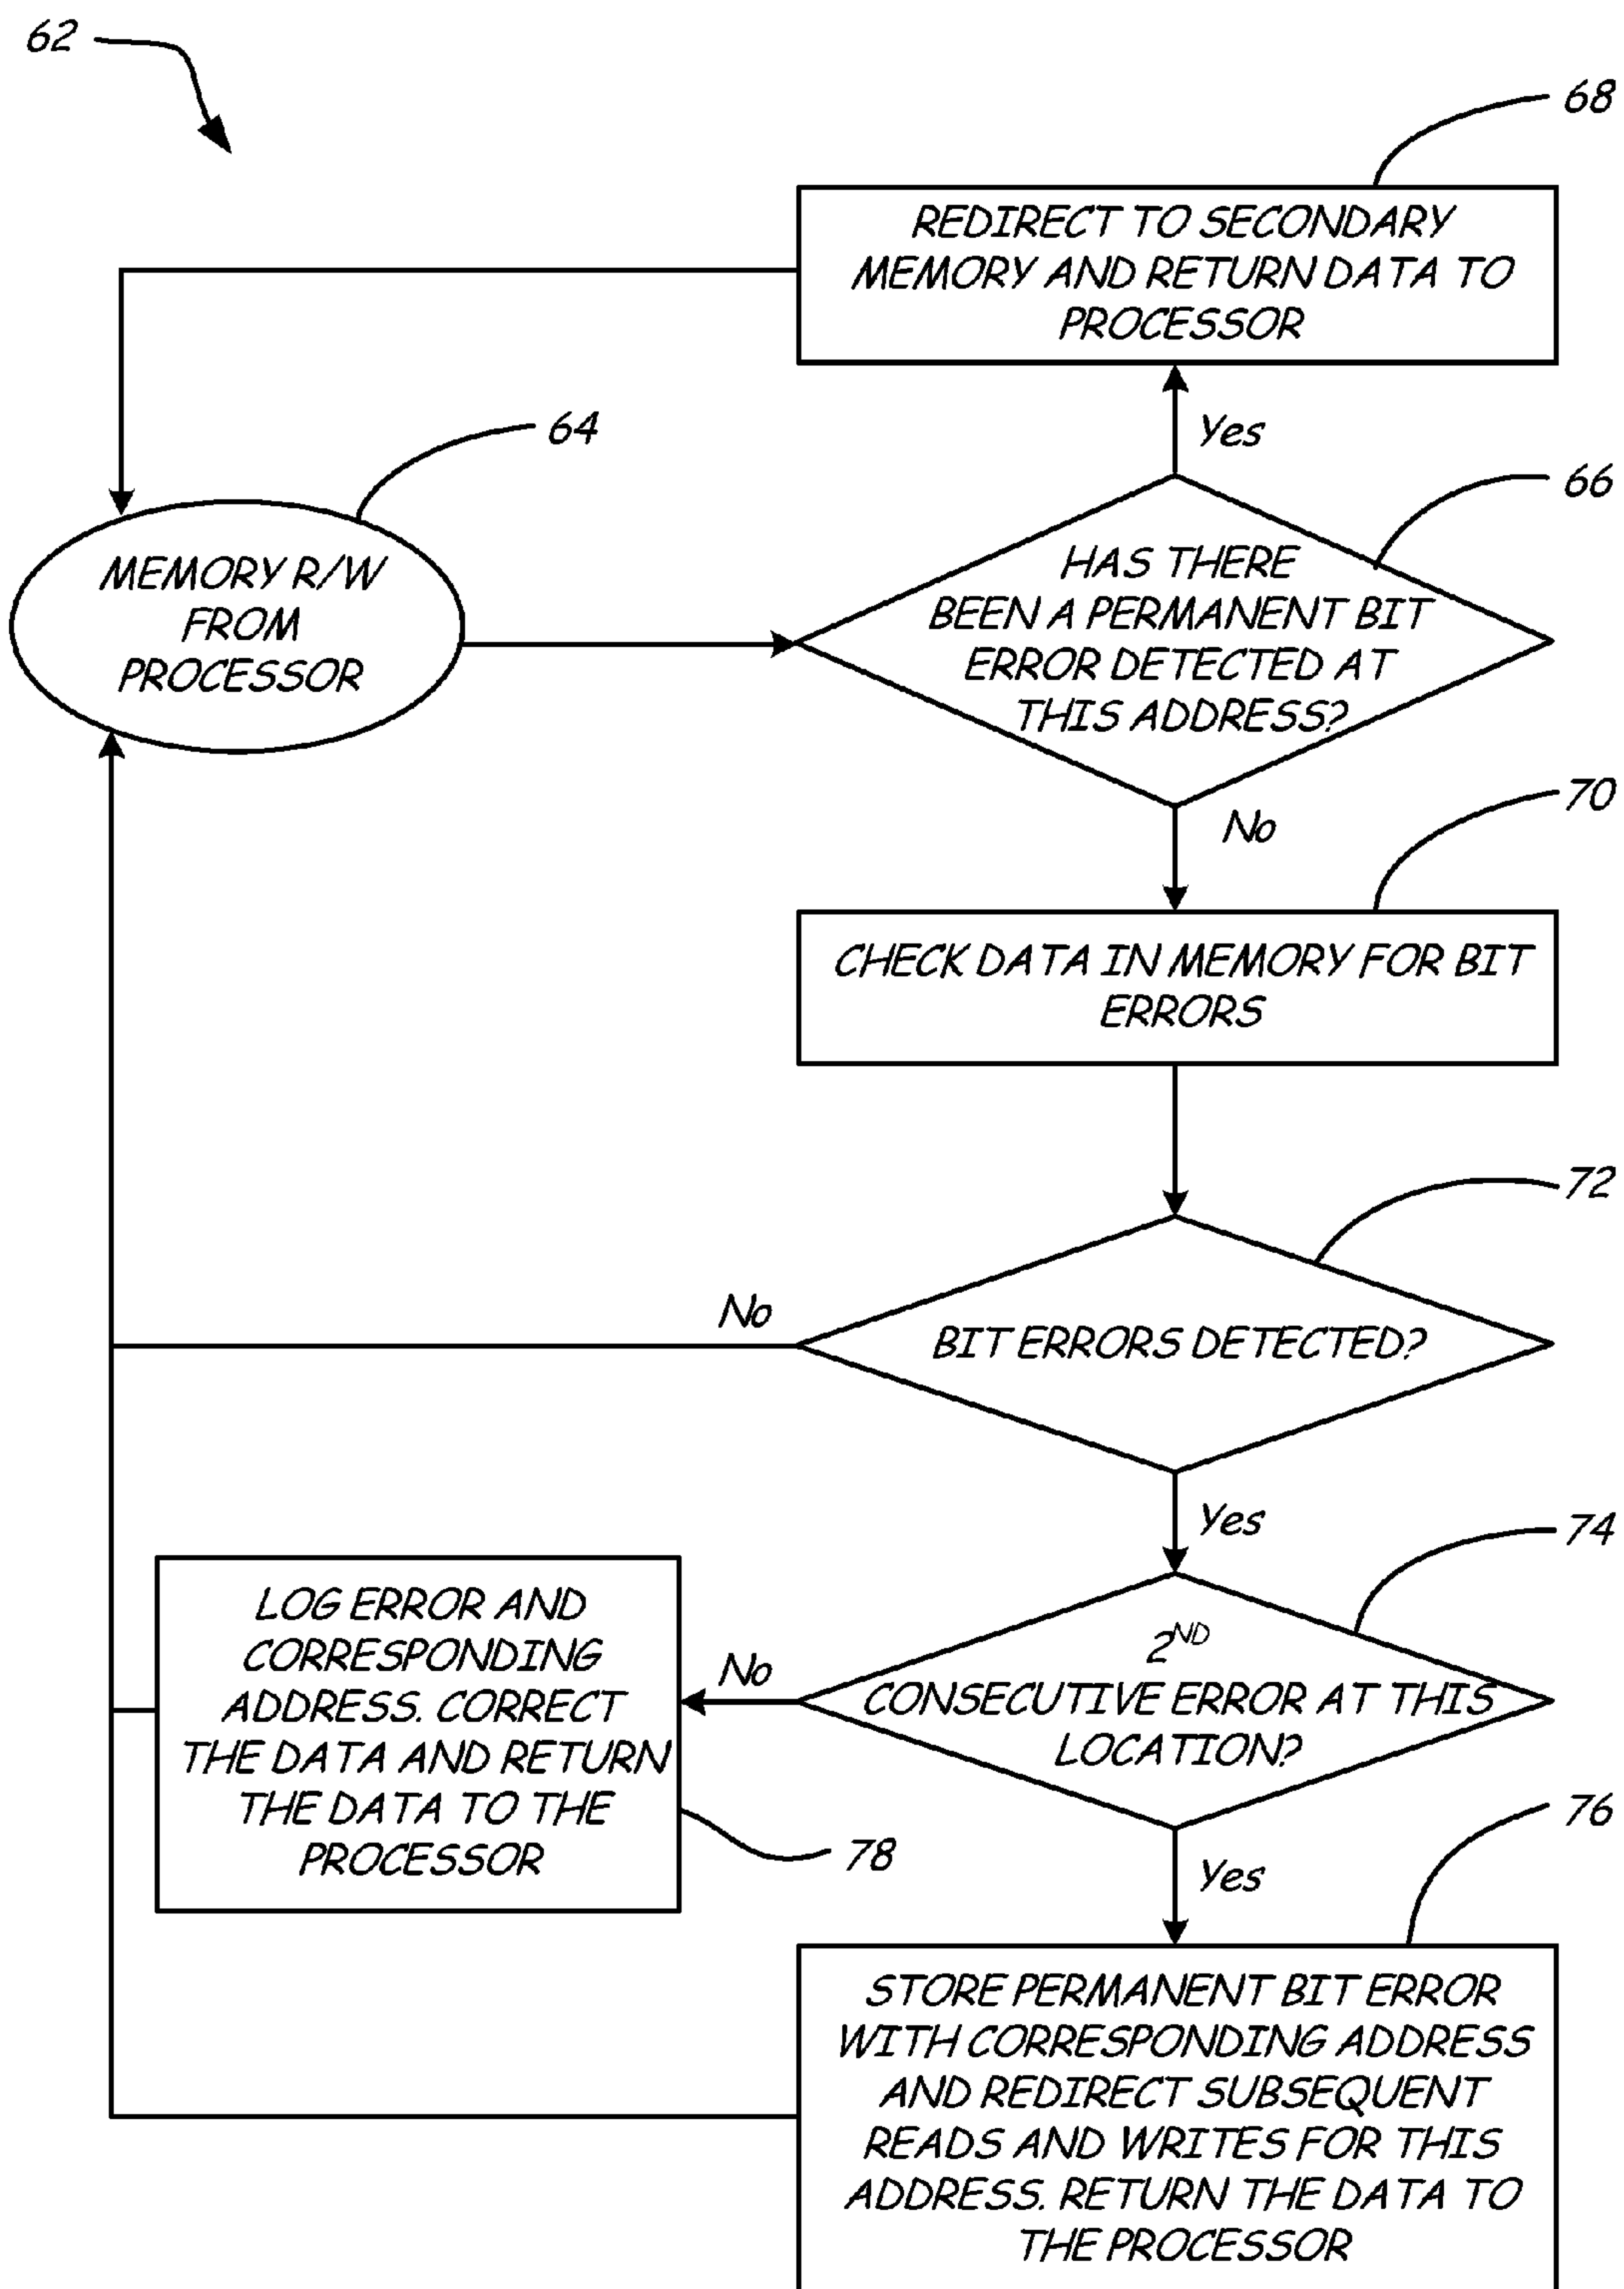 62
68
REDIRECT TO SECONDARY
MEMORY AND RETURN DATA TO
PROCESSOR
Yes
64
66
MEMORY R/W
FROM
PROCESSOR
HAS THERE
BEEN A PERMANENT BIT
ERROR DETECTED AT
THIS ADDRESS?
70
No
CHECK DATA IN MEMORY FOR BIT
ERRORS
72
No
BIT ERRORS DETECTED?
Yes
74
2ND
CONSECUTIVE ERROR AT THIS
LOCATION?
No
LOG ERROR AND
CORRESPONDING
ADDRESS. CORRECT
THE DATA AND RETURN
THE DATA TO THE
PROCESSOR
78
76
Yes
STORE PERMANENT BIT ERROR
WITH CORRESPONDING ADDRESS
AND REDIRECT SUBSEQUENT
READS AND WRITES FOR THIS
ADDRESS. RETURN THE DATA TO
THE PROCESSOR